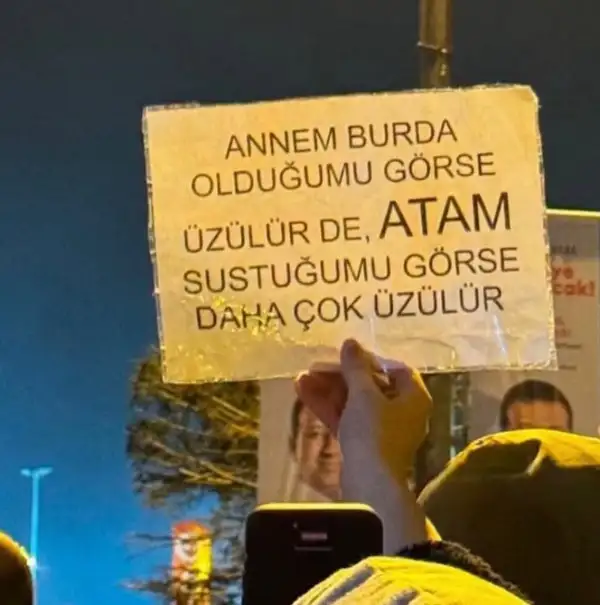 ANNEM BURDA
OLDUĞUMU GÖRSE
ÜZÜLÜR DE, ATAM
SUSTUĞUMU GÖRSE
DAHA ÇOK ÜZÜLÜR